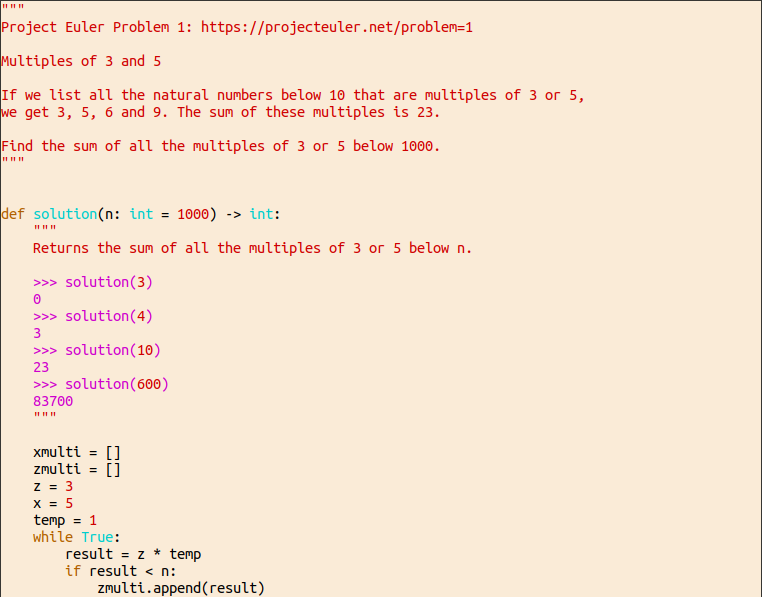 """
Project Euler Problem 1: https://projecteuler.net/problem=1

Multiples of 3 and 5

If we list all the natural numbers below 10 that are multiples of 3 or 5,
we get 3, 5, 6 and 9. The sum of these multiples is 23.

Find the sum of all the multiples of 3 or 5 below 1000.
"""


def solution(n: int = 1000) -> int:
    """
    Returns the sum of all the multiples of 3 or 5 below n.

    >>> solution(3)
    0
    >>> solution(4)
    3
    >>> solution(10)
    23
    >>> solution(600)
    83700
    """

    xmulti = []
    zmulti = []
    z = 3
    x = 5
    temp = 1
    while True:
        result = z * temp
        if result < n:
            zmulti.append(result)